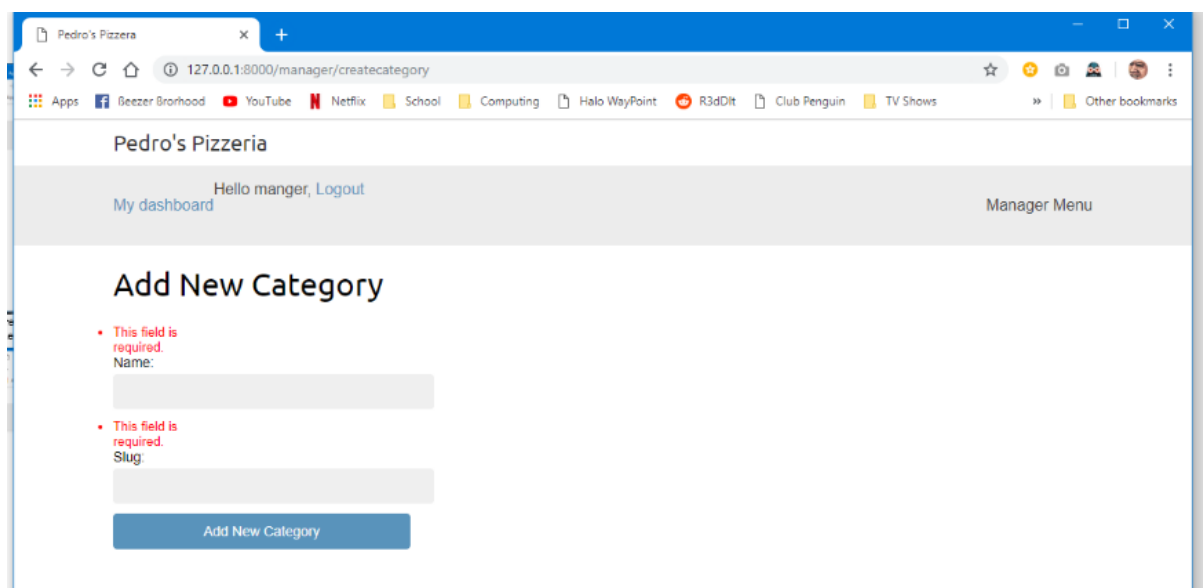 Pedro's Pizzera
127.0.0.1:8000/manager/createcategory
Apps Beezer Brorhood YouTube Netflix School Computing Halo WayPoint R3dDIt Club Penguin TV Shows » Other bookmarks
Pedro's Pizzeria
Hello manger, Logout
My dashboard
Manager Menu
Add New Category
This field is
required.
Name:
This field is
required.
Slug:
Add New Category